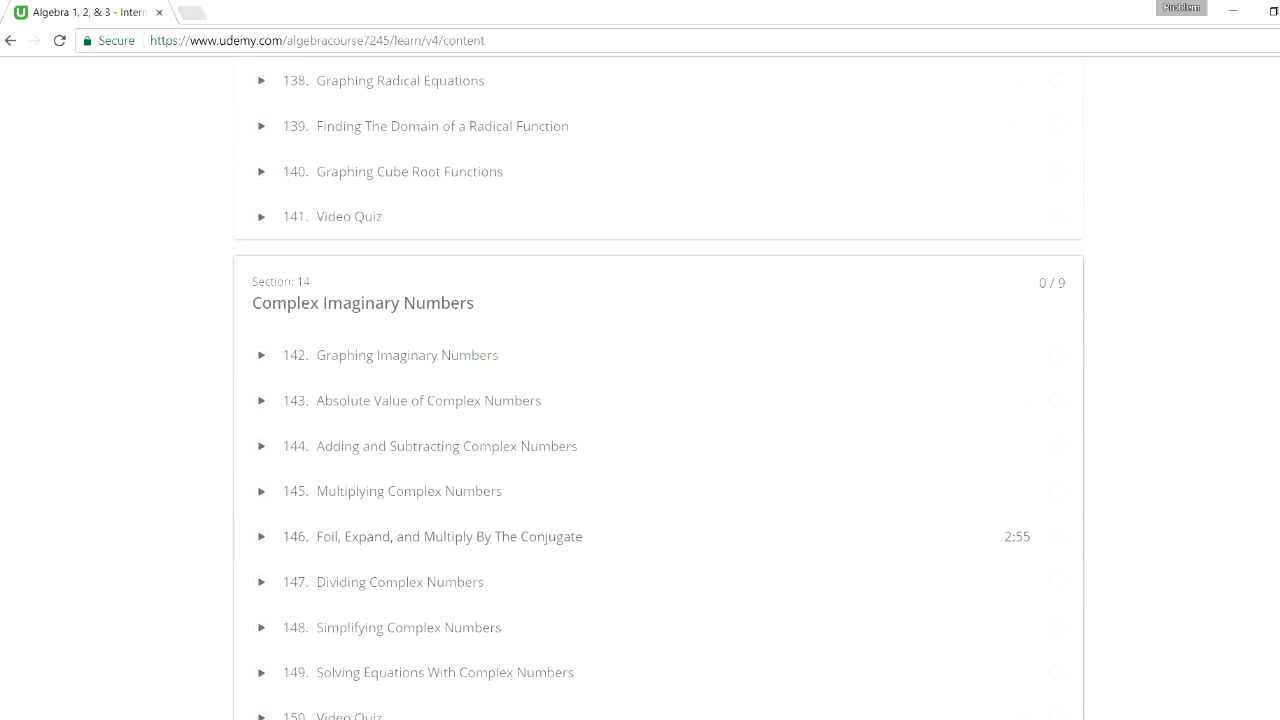 Algebra 1, 2, & 3 - Intern
Problem
Secure https://www.udemy.com/algebracourse7245/learn/v4/content
138. Graphing Radical Equations
139. Finding The Domain of a Radical Function
140. Graphing Cube Root Functions
141. Video Quiz
Section: 14
0 / 9
Complex Imaginary Numbers
142. Graphing Imaginary Numbers
143. Absolute Value of Complex Numbers
144. Adding and Subtracting Complex Numbers
145. Multiplying Complex Numbers
146. Foil, Expand, and Multiply By The Conjugate 2:55
147. Dividing Complex Numbers
148. Simplifying Complex Numbers
149. Solving Equations With Complex Numbers
150. Video Quiz